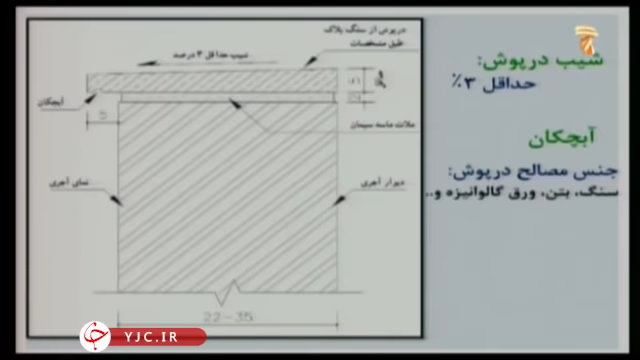 شیب درپوش:
حداقل ۳٪
آبچکان
جنس مصالح درپوش:
سنگ، بتن، ورق گالوانیزه و..
درپوش از سنگ پلاک
طبق مشخصات
شیب حداقل ۳ درصد
آبچکان
5
ملات ماسه سیمان
نمای آجری
دیوار آجری
22-35
YJC.IR